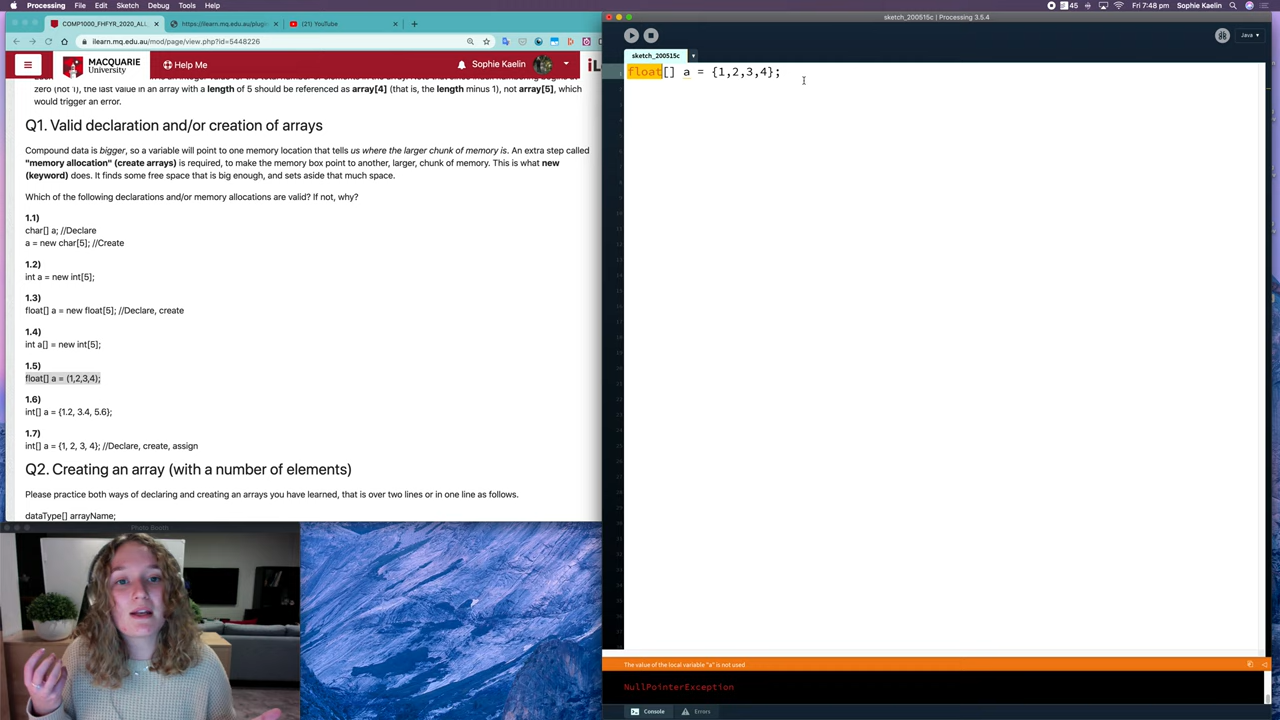 Processing File Edit Sketch Debug Tools Help
45 Fri 7:48 pm Sophie Kaelin
COMP1000_FHFYR_2020_ALL
https://ilearn.mq.edu.au/plugin
(21) YouTube
ilearn.mq.edu.au/mod/page/view.php?id=5448226
MACQUARIE
University
Help Me
Sophie Kaelin
iL
zero (not 1), the last value in an array with a length of 5 should be referenced as array[4] (that is, the length minus 1), not array[5], which
would trigger an error.
Q1. Valid declaration and/or creation of arrays
Compound data is bigger, so a variable will point to one memory location that tells us where the larger chunk of memory is. An extra step called
"memory allocation" (create arrays) is required, to make the memory box point to another, larger, chunk of memory. This is what new
(keyword) does. It finds some free space that is big enough, and sets aside that much space.
Which of the following declarations and/or memory allocations are valid? If not, why?
1.1)
char[] a; //Declare
a = new char[5]; //Create
1.2)
int a = new int[5];
1.3)
float[] a = new float[5]; //Declare, create
1.4)
int a[] = new int[5];
1.5)
float[] a = (1,2,3,4);
1.6)
int[] a = {1.2, 3.4, 5.6};
1.7)
int[] a = {1, 2, 3, 4}; //Declare, create, assign
Q2. Creating an array (with a number of elements)
Please practice both ways of declaring and creating an arrays you have learned, that is over two lines or in one line as follows.
dataType[] arrayName;
Photo Booth
sketch_200515c | Processing 3.5.4
Java
sketch_200515c
1 float[] a = {1,2,3,4};
The value of the local variable "a" is not used
NullPointerException
Console Errors